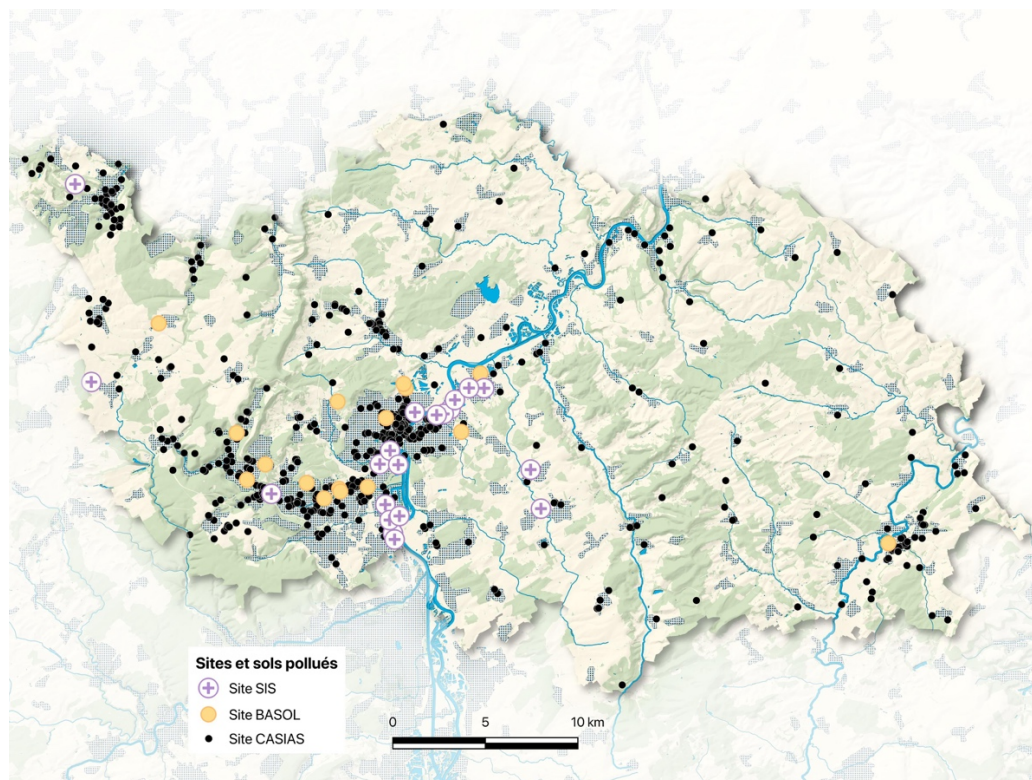 Sites et sols pollués
Site SIS
Site BASOL
Site CASIAS
0 5 10 km